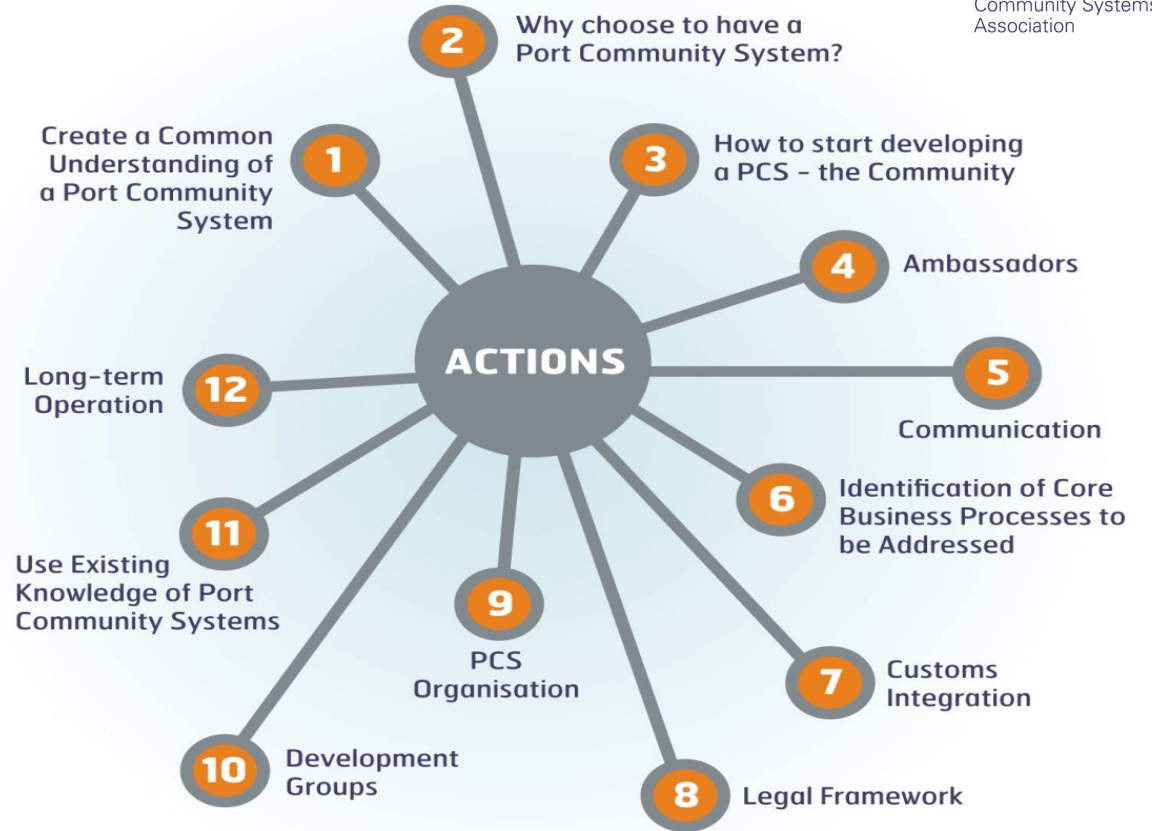 Community Systems
Association
ACTIONS
1
Create a Common
Understanding of
a Port Community
System
2
Why choose to have a
Port Community System?
3
How to start developing
a PCS - the Community
4
Ambassadors
5
Communication
6
Identification of Core
Business Processes to
be Addressed
7
Customs
Integration
8
Legal Framework
9
PCS
Organisation
10
Development
Groups
11
Use Existing
Knowledge of Port
Community Systems
12
Long-term
Operation